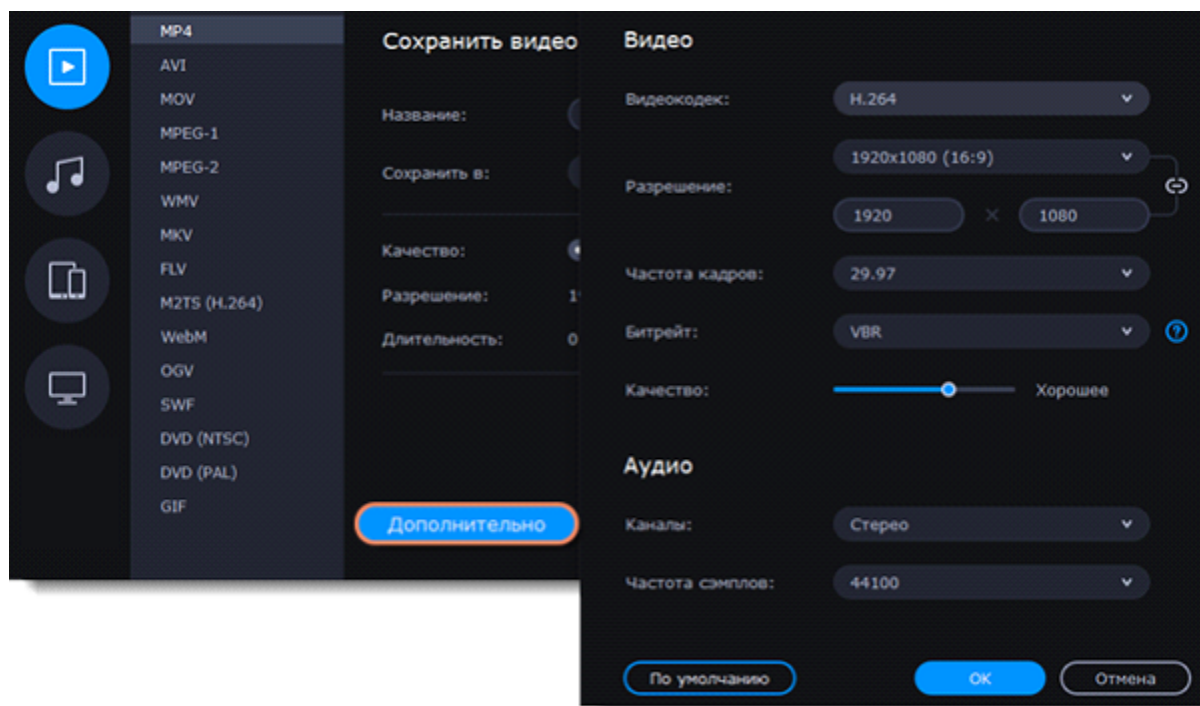 MP4
AVI
MOV
MPEG-1
MPEG-2
WMV
MKV
FLV
M2TS (H.264)
WebM
OGV
SWF
DVD (NTSC)
DVD (PAL)
GIF
Сохранить видео
Название:
Сохранить в:
Качество:
Разрешение: 1
Длительность: 0
Дополнительно
Видео
Видеокодек: H.264
1920x1080 (16:9)
Разрешение:
1920 × 1080
Частота кадров: 29.97
Битрейт: VBR ?
Качество: Хорошее
Аудио
Каналы: Стерео
Частота сэмплов: 44100
По умолчанию OK Отмена